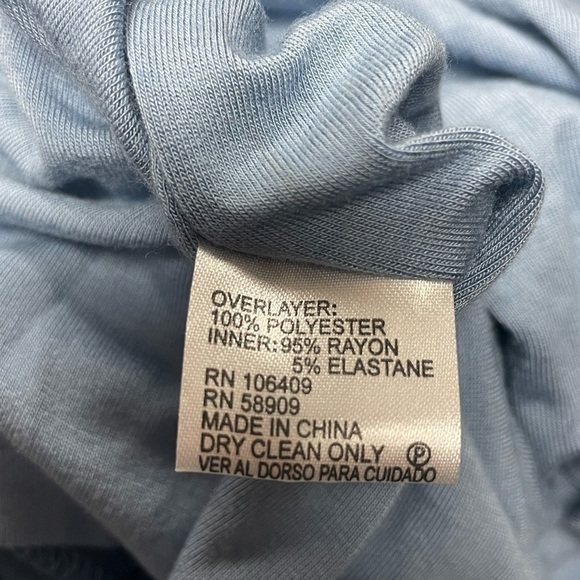 OVERLAYER:
100% POLYESTER
INNER:95% RAYON
5% ELASTANE
RN 106409
RN 58909
MADE IN CHINA
DRY CLEAN ONLY Ⓟ
VER AL DORSO PARA CUIDADO